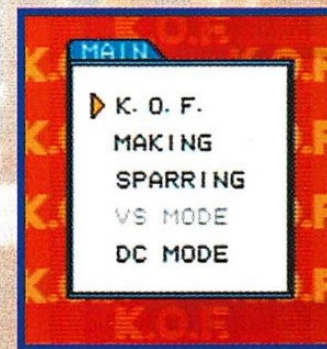 K.O.F.
MAIN
K. O. F.
MAKING
SPARRING
VS MODE
DC MODE
K.O.F.